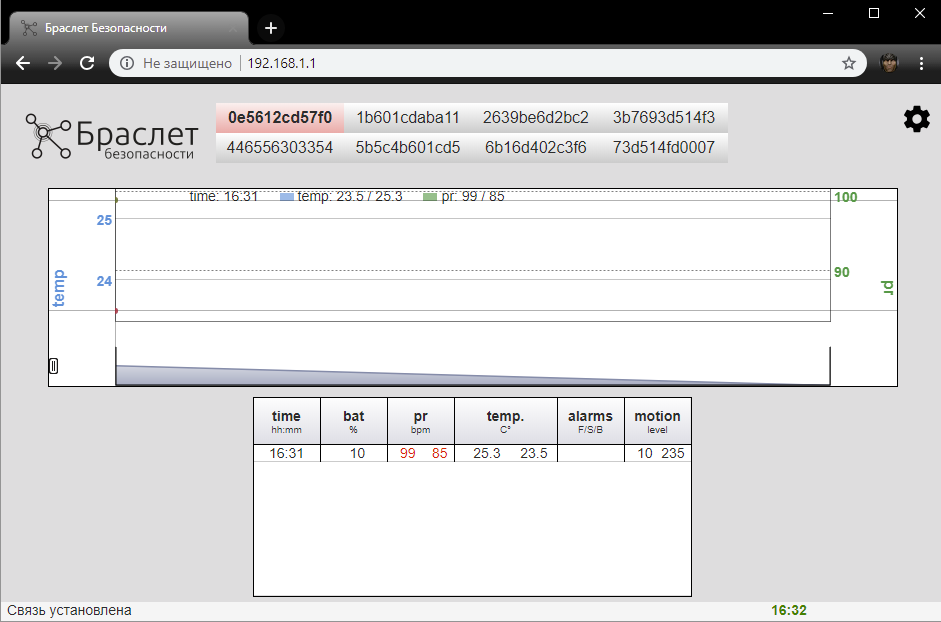 Браслет Безопасности
Не защищено 192.168.1.1
Браслет
безопасности
0e5612cd57f0 1b601cdaba11 2639be6d2bc2 3b7693d514f3
446556303354 5b5c4b601cd5 6b16d402c3f6 73d514fd0007
time: 16:31 temp: 23.5 / 25.3 pr: 99 / 85
100
25
90
24
temp
pr
time bat pr temp. alarms motion
hh:mm % bpm C° F/S/B level
16:31 10 99 85 25.3 23.5 10 235
Связь установлена 16:32